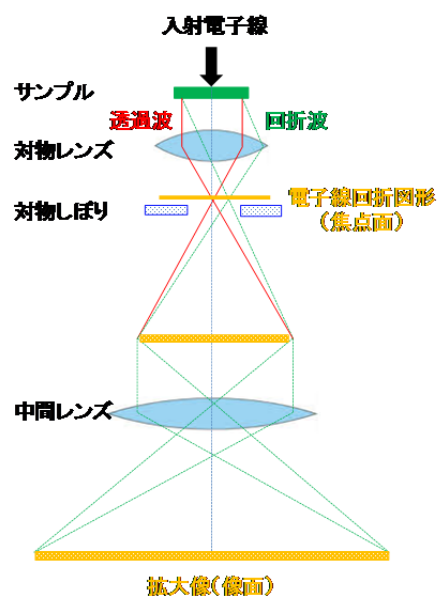 入射電子線
サンプル
透過波
回折波
対物レンズ
電子線回折図形
(焦点面)
対物しぼり
中間レンズ
拡大像(像面)